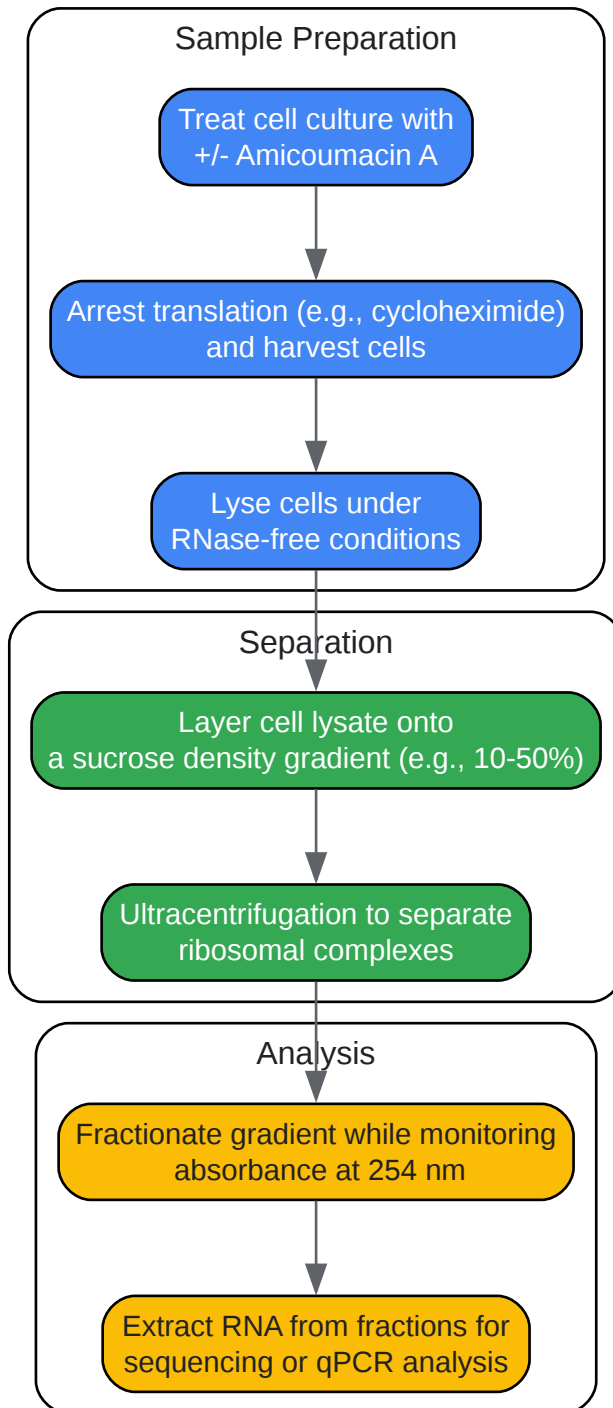 Sample Preparation
Treat cell culture with
+/- Amicoumacin A
Arrest translation (e.g., cycloheximide)
and harvest cells
Lyse cells under
RNase-free conditions
Separation
Layer cell lysate onto
a sucrose density gradient (e.g., 10-50%)
Ultracentrifugation to separate
ribosomal complexes
Analysis
Fractionate gradient while monitoring
absorbance at 254 nm
Extract RNA from fractions for
sequencing or qPCR analysis